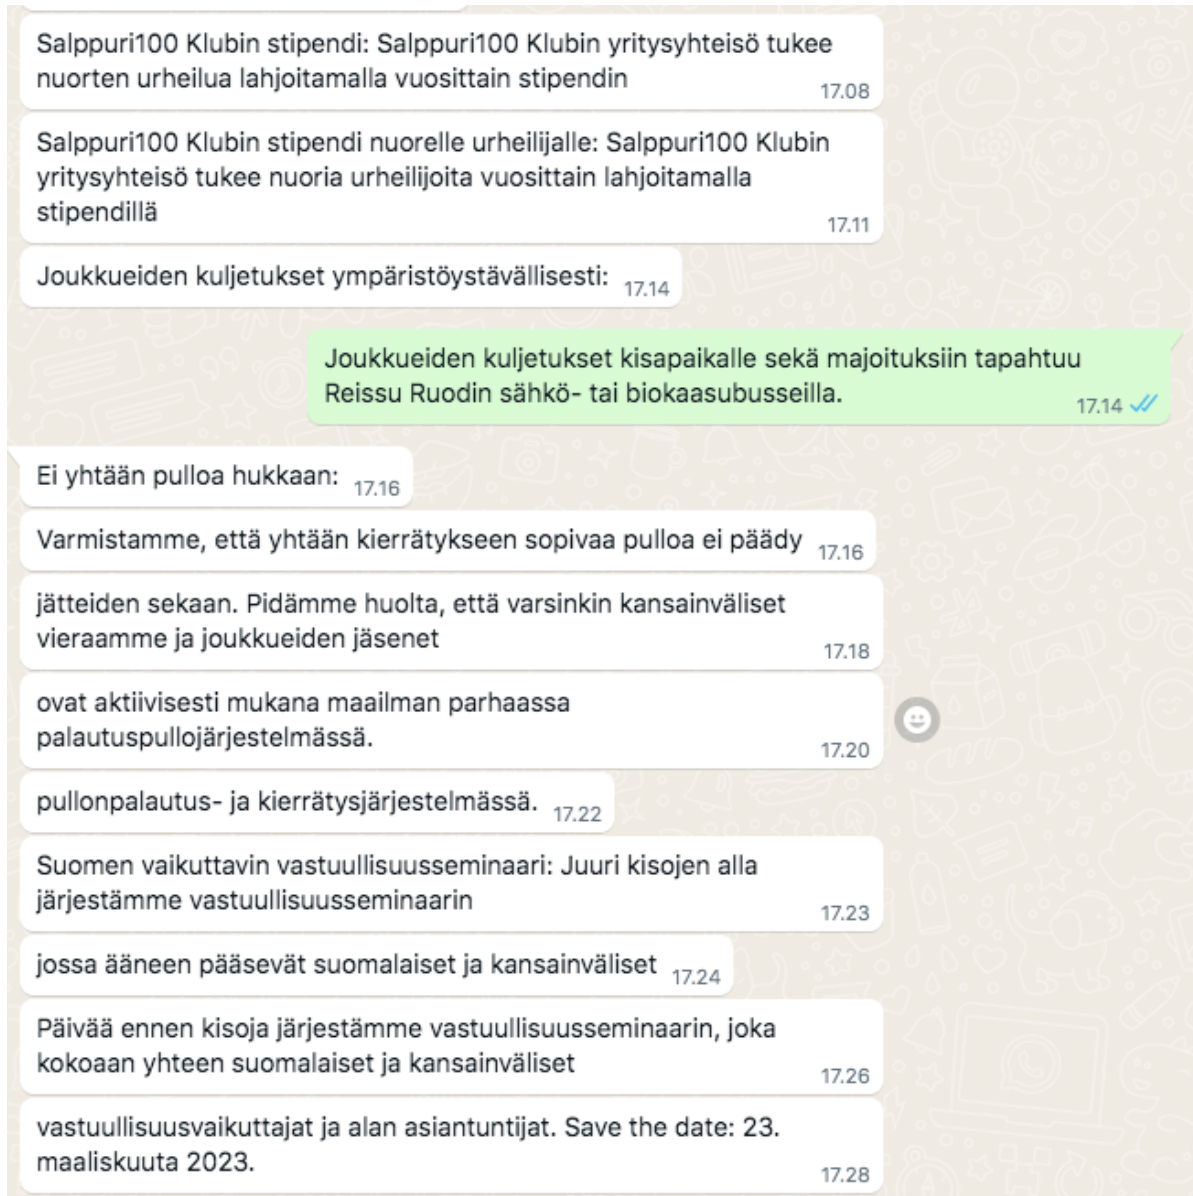 Salppuri100 Klubin stipendi: Salppuri100 Klubin yritysyhteisö tukee
nuorten urheilua lahjoitamalla vuosittain stipendin
17.08
Salppuri100 Klubin stipendi nuorelle urheilijalle: Salppuri100 Klubin
yritysyhteisö tukee nuoria urheilijoita vuosittain lahjoitamalla
stipendillä
17.11
Joukkueiden kuljetukset ympäristöystävällisesti:
17.14
Joukkueiden kuljetukset kisapaikalle sekä majoituksiin tapahtuu
Reissu Ruodin sähkö- tai biokaasubusseilla.
17.14
Ei yhtään pulloa hukkaan:
17.16
Varmistamme, että yhtään kierrätykseen sopivaa pulloa ei päädy
17.16
jätteiden sekaan. Pidämme huolta, että varsinkin kansainväliset
vieraamme ja joukkueiden jäsenet
17.18
ovat aktiivisesti mukana maailman parhaassa
palautuspullojärjestelmässä.
17.20
pullonpalautus- ja kierrätysjärjestelmässä.
17.22
Suomen vaikuttavin vastuullisuusseminaari: Juuri kisojen alla
järjestämme vastuullisuusseminaarin
17.23
jossa ääneen pääsevät suomalaiset ja kansainväliset
17.24
Päivää ennen kisoja järjestämme vastuullisuusseminaarin, joka
kokoaan yhteen suomalaiset ja kansainväliset
17.26
vastuullisuusvaikuttajat ja alan asiantuntijat. Save the date: 23.
maaliskuuta 2023.
17.28